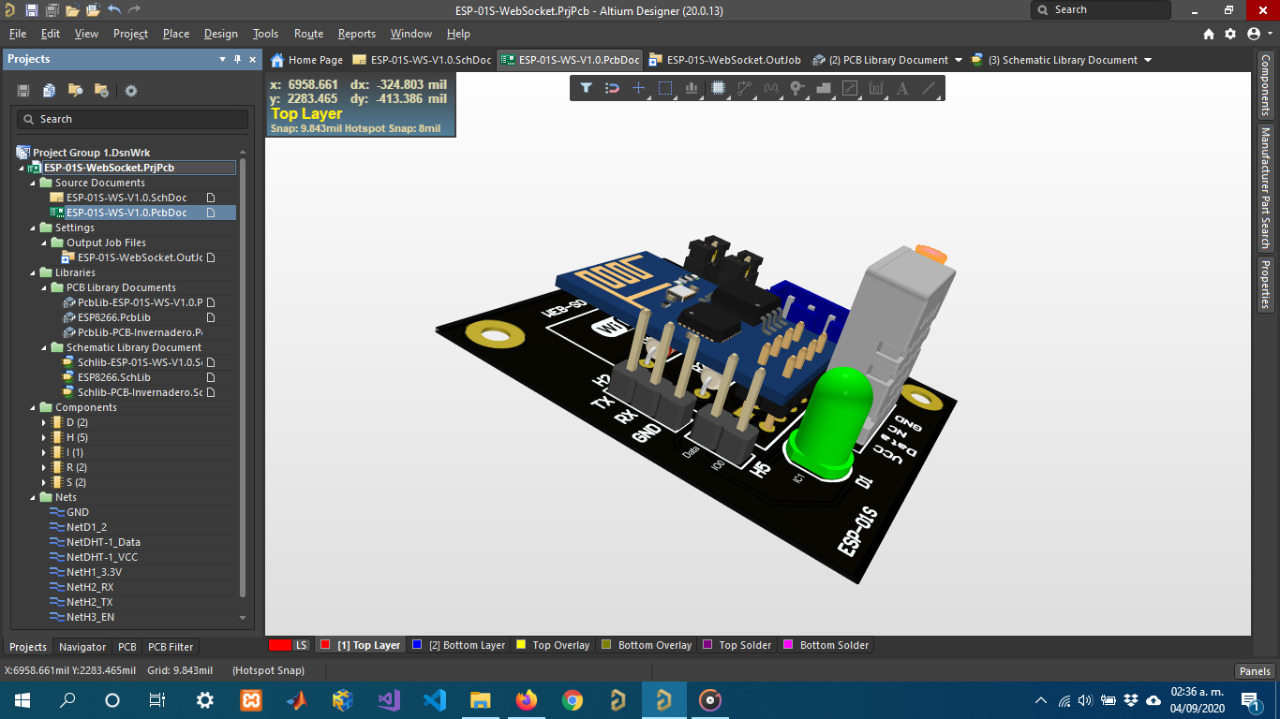 ESP-01S-WebSocket.PrjPcb - Altium Designer (20.0.13)
Search
File Edit View Project Place Design Tools Route Reports Window Help
Projects
Home Page
ESP-01S-WS-V1.0.SchDoc
ESP-01S-WS-V1.0.PcbDoc
ESP-01S-WebSocket.OutJob
(2) PCB Library Document
(3) Schematic Library Document
Search
Project Group 1.DsnWrk
ESP-01S-WebSocket.PrjPcb
Source Documents
ESP-01S-WS-V1.0.SchDoc
ESP-01S-WS-V1.0.PcbDoc
Settings
Output Job Files
ESP-01S-WebSocket.OutJo
Libraries
PCB Library Documents
PcbLib-ESP-01S-WS-V1.0.P
ESP8266.PcbLib
PcbLib-PCB-Invernadero.P
Schematic Library Document
Schlib-ESP-01S-WS-V1.0.S
ESP8266.SchLib
Schlib-PCB-Invernadero.Sc
Components
D (2)
H (5)
I (1)
R (2)
S (2)
Nets
GND
NetD1_2
NetDHT-1_Data
NetDHT-1_VCC
NetH1_3.3V
NetH2_RX
NetH2_TX
NetH3_EN
Projects Navigator PCB PCB Filter
x: 6958.661 dx: -324.803 mil
y: 2283.465 dy: -413.386 mil
Top Layer
Snap: 9.843mil Hotspot Snap: 8mil
WEB-SO
Wi
H2
TX
RX
GND
Data
IO0
H5
IC1
D1
ESP-01S
GND
NC
Data
VCC
Components
Manufacturer Part Search
Properties
LS
[1] Top Layer
[2] Bottom Layer
Top Overlay
Bottom Overlay
Top Solder
Bottom Solder
X:6958.661mil Y:2283.465mil Grid: 9.843mil (Hotspot Snap)
Panels
02:36 a. m.
04/09/2020
1